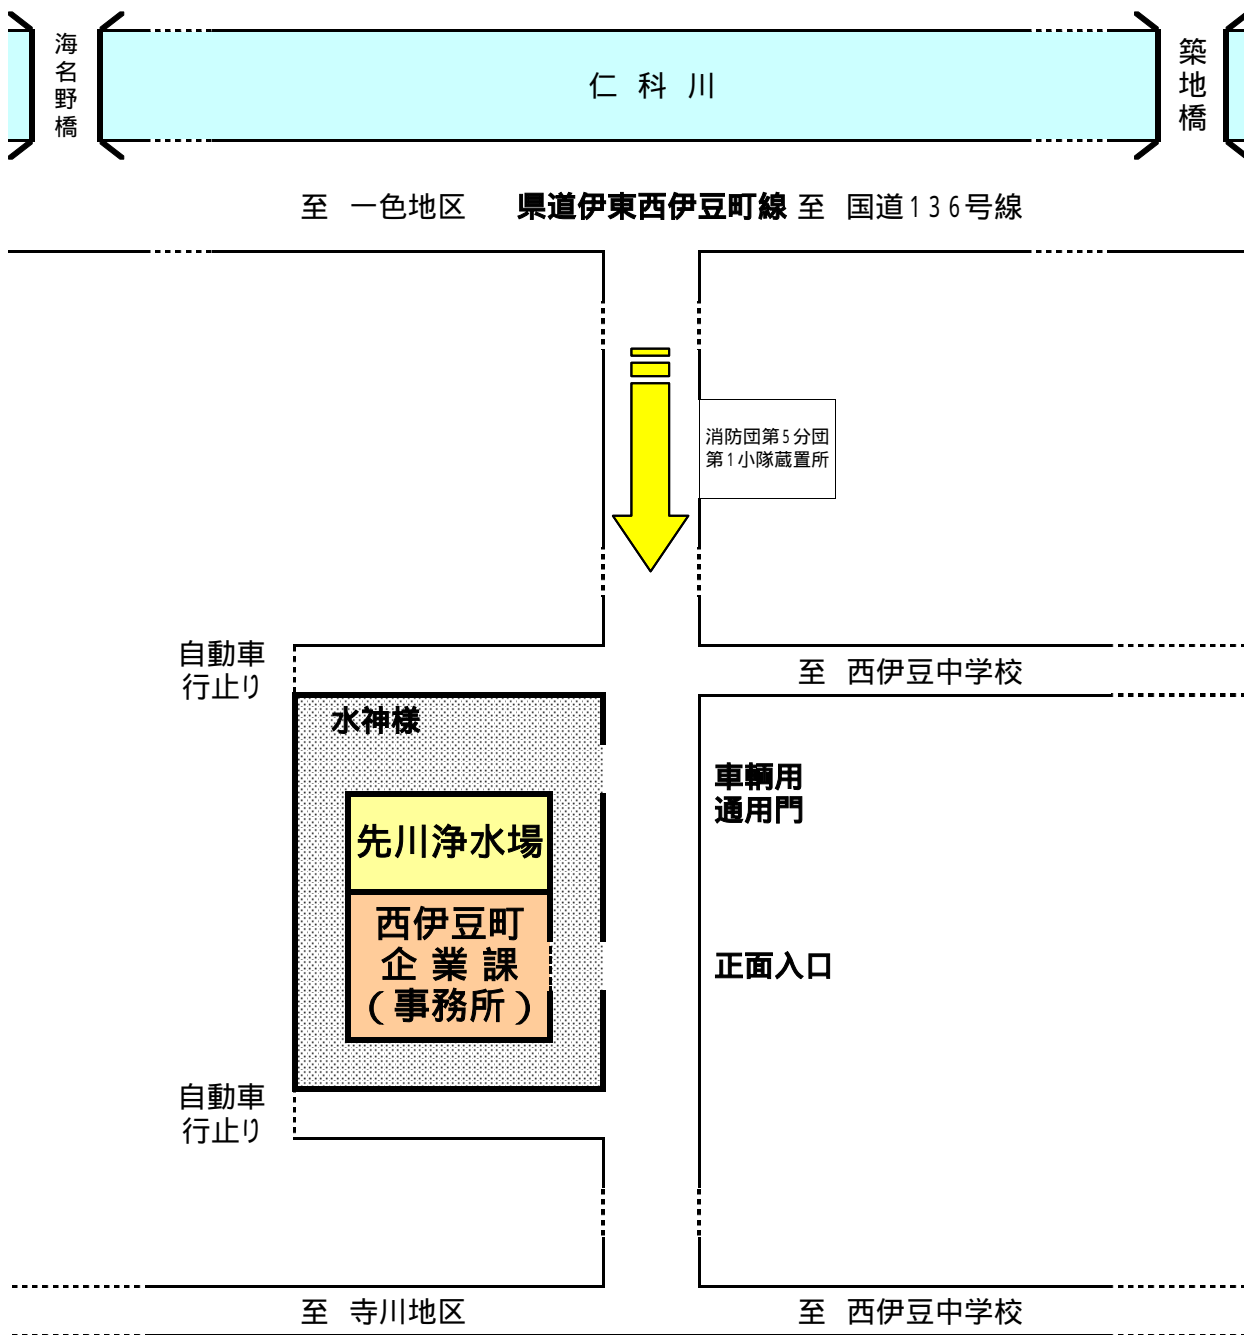 海名野橋
仁科川
築地橋
至 一色地区 県道伊東西伊豆町線 至 国道136号線
消防団第5分団
第1小隊蔵置所
自動車
行止り
至 西伊豆中学校
水神様
車輌用
通用門
先川浄水場
西伊豆町
企業課
(事務所)
正面入口
自動車
行止り
至 寺川地区
至 西伊豆中学校